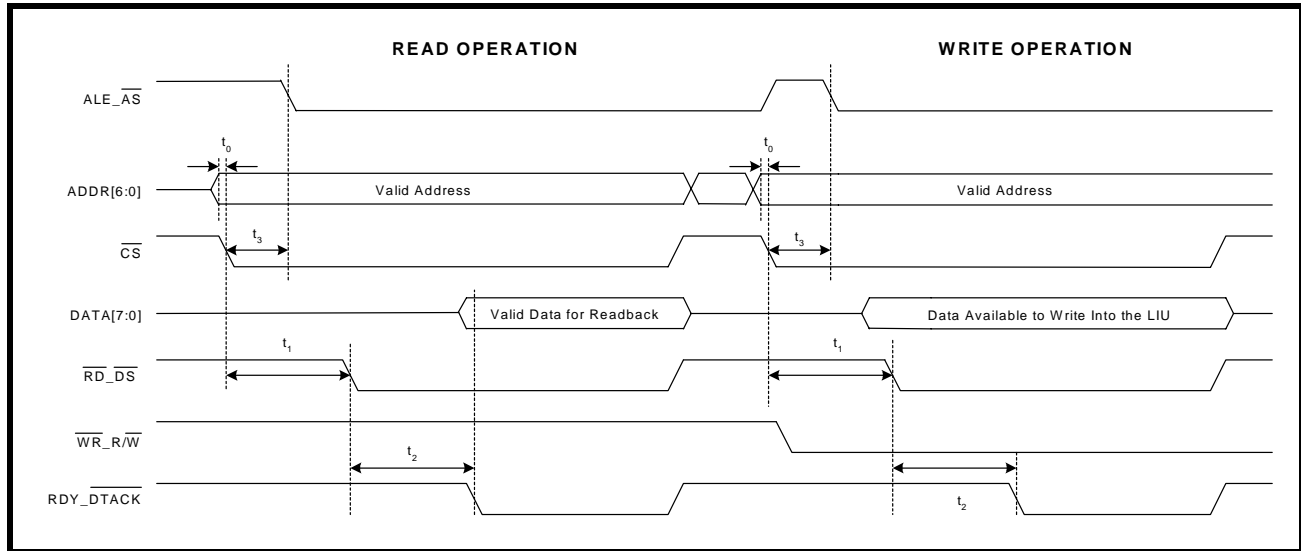 READ OPERATION WRITE OPERATION
ALE_AS
t0 t0
ADDR[6:0] Valid Address Valid Address
t3 t3
CS
DATA[7:0] Valid Data for Readback Data Available to Write Into the LIU
t1 t1
RD_DS
WR_R/W
t2
RDY_DTACK
t2